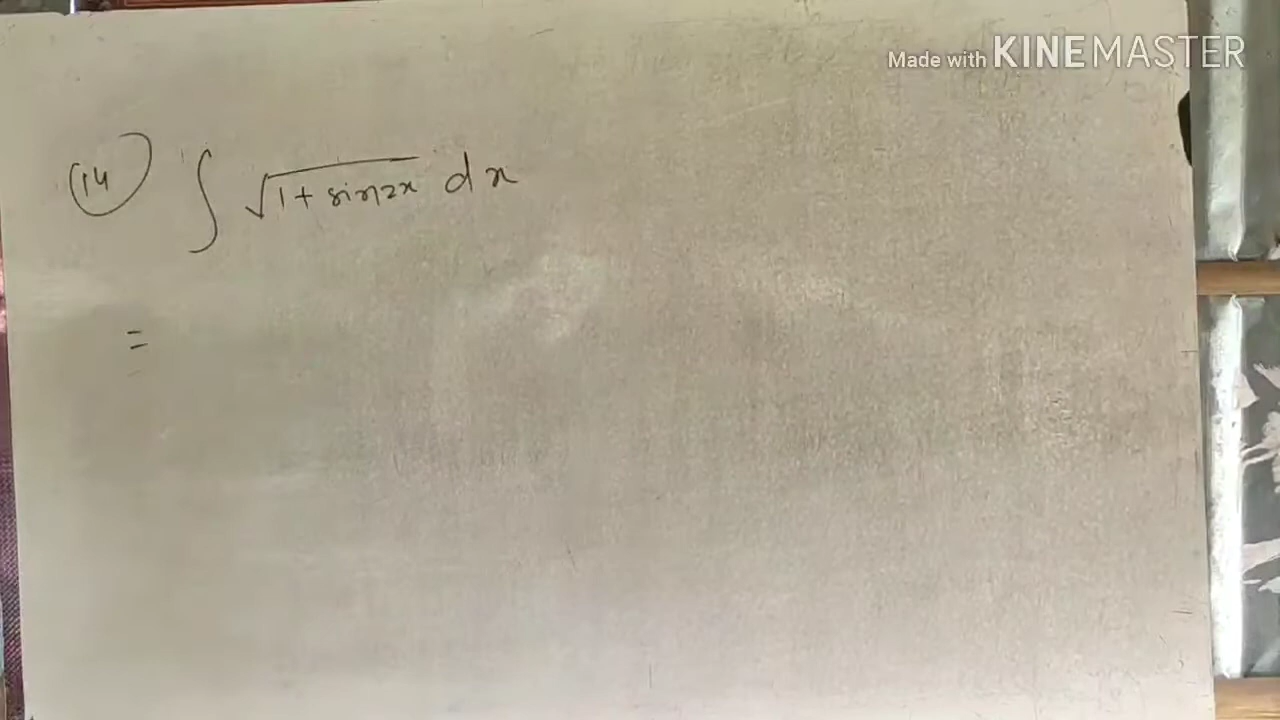 Made with KINEMASTER
(14) ∫ √1 + sin2x dx
=